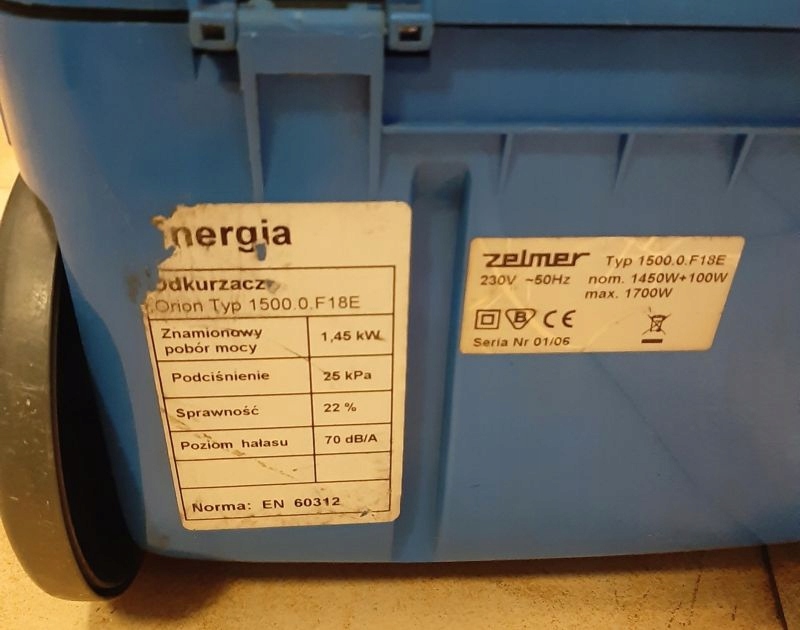 nergia
odkurzacz
Orion Typ 1500.0.F18E
Znamionowy pobór mocy 1,45 kW
Podciśnienie 25 kPa
Sprawność 22 %
Poziom hałasu 70 dB/A
Norma: EN 60312
zelmer Typ 1500.0.F18E
230V ~50Hz nom. 1450W+100W
max. 1700W
B CE
Seria Nr 01/06